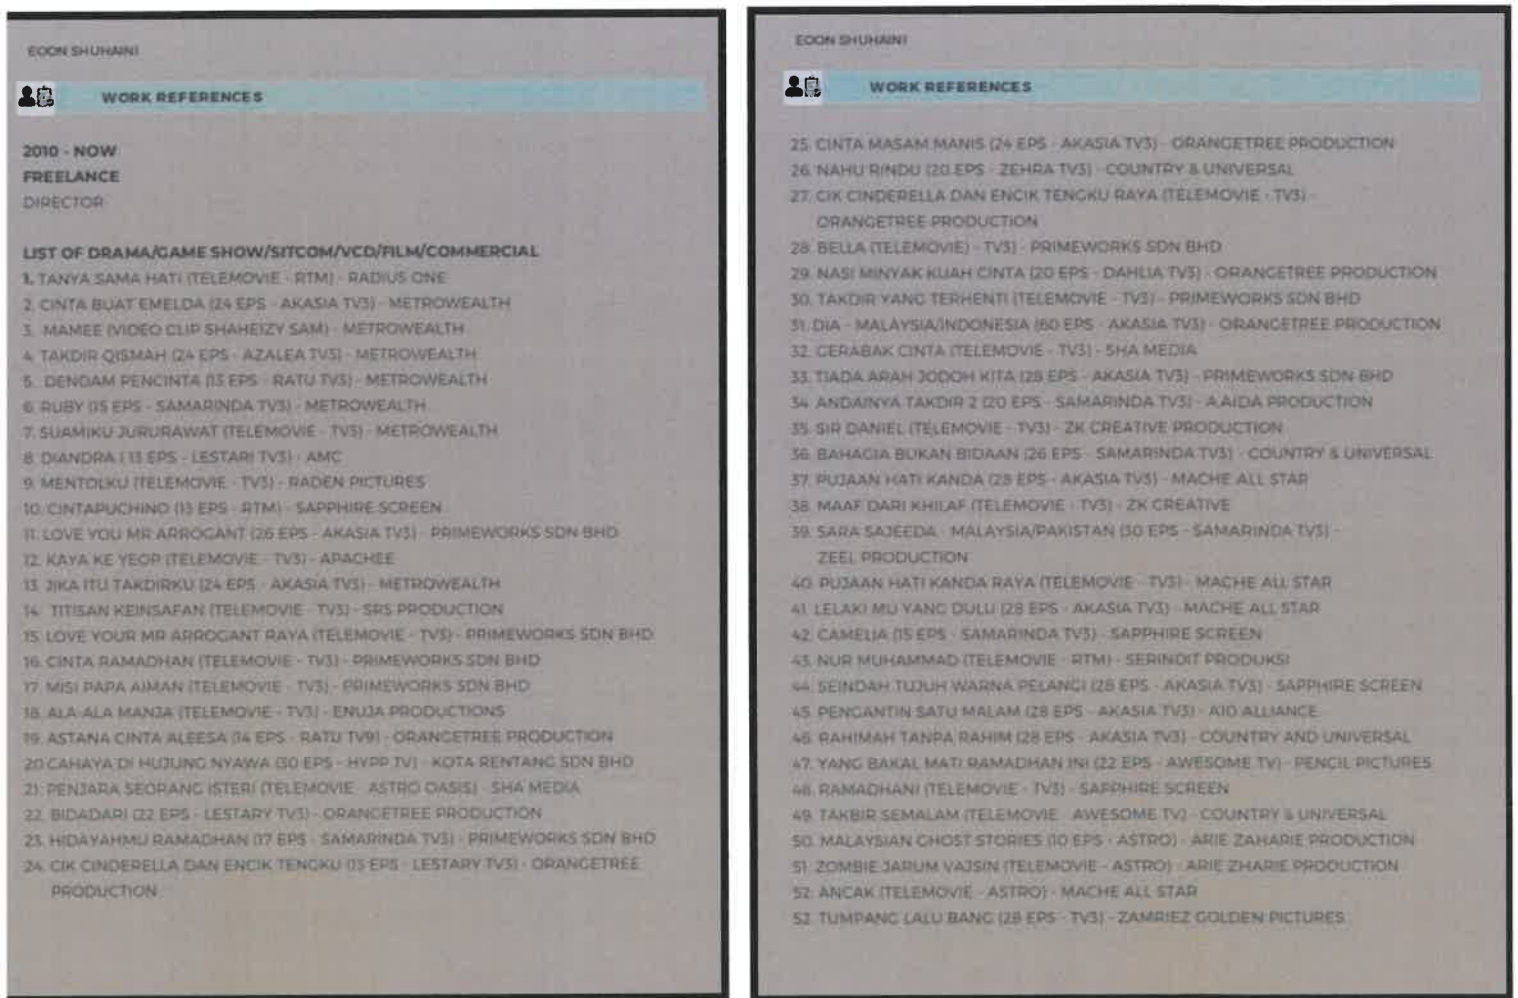 EOON SHUHAINI
WORK REFERENCES
2010 - NOW
FREELANCE
DIRECTOR
LIST OF DRAMA/GAME SHOW/SITCOM/VCD/FILM/COMMERCIAL
1. TANYA SAMA HATI (TELEMOVIE - RTM) - RADIUS ONE
2. CINTA BUAT EMELDA (24 EPS - AKASIA TV3) - METROWEALTH
3. MAMEE (VIDEO CLIP SHAHEIZY SAM) - METROWEALTH
4. TAKDIR QISMAH (24 EPS - AZALEA TV3) - METROWEALTH
5. DENDAM PENCINTA (13 EPS - RATU TV3) - METROWEALTH
6. RUBY (15 EPS - SAMARINDA TV3) - METROWEALTH
7. SUAMIKU JURURAWAT (TELEMOVIE - TV3) - METROWEALTH
8. DIANDRA ( 13 EPS - LESTARI TV3) - AMC
9. MENTOLKU (TELEMOVIE - TV3) - RADEN PICTURES
10. CINTAPUCHINO (13 EPS - RTM) - SAPPHIRE SCREEN
11. LOVE YOU MR ARROGANT (26 EPS - AKASIA TV3) - PRIMEWORKS SDN BHD
12. KAYA KE YEOP (TELEMOVIE - TV3) - APACHEE
13. JIKA ITU TAKDIRKU (24 EPS - AKASIA TV3) - METROWEALTH
14. TITISAN KEINSAFAN (TELEMOVIE - TV3) - SRS PRODUCTION
15. LOVE YOUR MR ARROGANT RAYA (TELEMOVIE - TV3) - PRIMEWORKS SDN BHD
16. CINTA RAMADHAN (TELEMOVIE - TV3) - PRIMEWORKS SDN BHD
17. MISI PAPA AIMAN (TELEMOVIE - TV3) - PRIMEWORKS SDN BHD
18. ALA-ALA MANJA (TELEMOVIE - TV3) - ENUJA PRODUCTIONS
19. ASTANA CINTA ALEESA (14 EPS - RATU TV9) - ORANGETREE PRODUCTION
20 CAHAYA DI HUJUNG NYAWA (30 EPS - HYPP TV) - KOTA RENTANG SDN BHD
21. PENJARA SEORANG ISTERI (TELEMOVIE - ASTRO OASIS) - SHA MEDIA
22. BIDADARI (22 EPS - LESTARY TV3) - ORANGETREE PRODUCTION
23. HIDAYAHMU RAMADHAN (17 EPS - SAMARINDA TV3) - PRIMEWORKS SDN BHD
24. CIK CINDERELLA DAN ENCIK TENGKU (13 EPS - LESTARY TV3) - ORANGETREE
PRODUCTION
EOON SHUHAINI
WORK REFERENCES
25. CINTA MASAM MANIS (24 EPS - AKASIA TV3) - ORANGETREE PRODUCTION
26. NAHU RINDU (20 EPS - ZEHRA TV3) - COUNTRY & UNIVERSAL
27. CIK CINDERELLA DAN ENCIK TENGKU RAYA (TELEMOVIE - TV3) -
ORANGETREE PRODUCTION
28. BELLA (TELEMOVIE) - TV3) - PRIMEWORKS SDN BHD
29. NASI MINYAK KUAH CINTA (20 EPS - DAHLIA TV3) - ORANGETREE PRODUCTION
30. TAKDIR YANG TERHENTI (TELEMOVIE - TV3) - PRIMEWORKS SDN BHD
31. DIA - MALAYSIA/INDONESIA (60 EPS - AKASIA TV3) - ORANGETREE PRODUCTION
32. GERABAK CINTA (TELEMOVIE - TV3) - SHA MEDIA
33. TIADA ARAH JODOH KITA (28 EPS - AKASIA TV3) - PRIMEWORKS SDN BHD
34. ANDAINYA TAKDIR 2 (20 EPS - SAMARINDA TV3) - A.AIDA PRODUCTION
35. SIR DANIEL (TELEMOVIE - TV3) - ZK CREATIVE PRODUCTION
36. BAHAGIA BUKAN BIDAAN (26 EPS - SAMARINDA TV3) - COUNTRY & UNIVERSAL
37. PUJAAN HATI KANDA (28 EPS - AKASIA TV3) - MACHE ALL STAR
38. MAAF DARI KHILAF (TELEMOVIE - TV3) - ZK CREATIVE
39. SARA SAJEEDA - MALAYSIA/PAKISTAN (30 EPS - SAMARINDA TV3) -
ZEEL PRODUCTION
40. PUJAAN HATI KANDA RAYA (TELEMOVIE - TV3) - MACHE ALL STAR
41. LELAKI MU YANG DULU (28 EPS - AKASIA TV3) - MACHE ALL STAR
42. CAMELIA (15 EPS - SAMARINDA TV3) - SAPPHIRE SCREEN
43. NUR MUHAMMAD (TELEMOVIE - RTM) - SERINDIT PRODUKSI
44. SEINDAH TUJUH WARNA PELANGI (28 EPS - AKASIA TV3) - SAPPHIRE SCREEN
45. PENGANTIN SATU MALAM (28 EPS - AKASIA TV3) - A10 ALLIANCE
46. RAHIMAH TANPA RAHIM (28 EPS - AKASIA TV3) - COUNTRY AND UNIVERSAL
47. YANG BAKAL MATI RAMADHAN INI (22 EPS - AWESOME TV) - PENCIL PICTURES
48. RAMADHANI (TELEMOVIE - TV3) - SAPPHIRE SCREEN
49. TAKBIR SEMALAM (TELEMOVIE - AWESOME TV) - COUNTRY & UNIVERSAL
50. MALAYSIAN GHOST STORIES (10 EPS - ASTRO) - ARIE ZAHARIE PRODUCTION
51. ZOMBIE JARUM VAJSIN (TELEMOVIE - ASTRO) - ARIE ZHARIE PRODUCTION
52. ANCAK (TELEMOVIE - ASTRO) - MACHE ALL STAR
52. TUMPANG LALU BANG (28 EPS - TV3) - ZAMRIEZ GOLDEN PICTURES